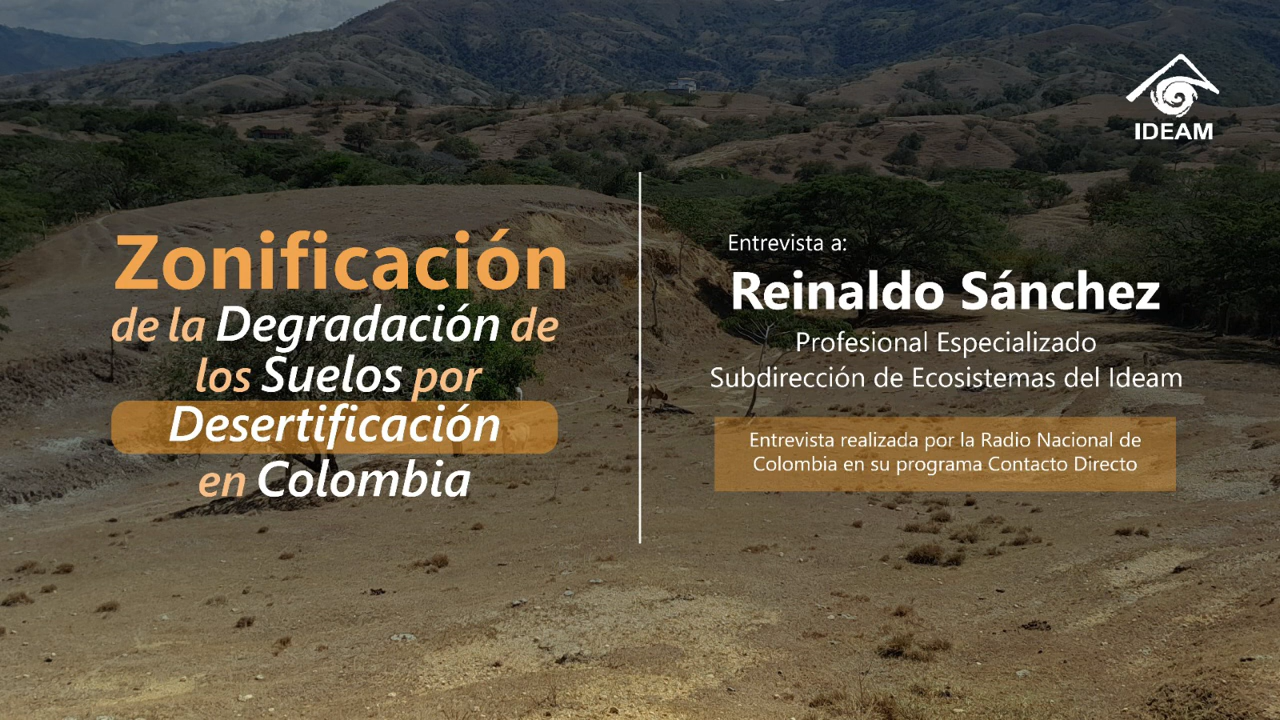 Zonificación
de la Degradación de
los Suelos por
Desertificación
en Colombia
IDEAM
Entrevista a:
Reinaldo Sánchez
Profesional Especializado
Subdirección de Ecosistemas del Ideam
Entrevista realizada por la Radio Nacional de
Colombia en su programa Contacto Directo